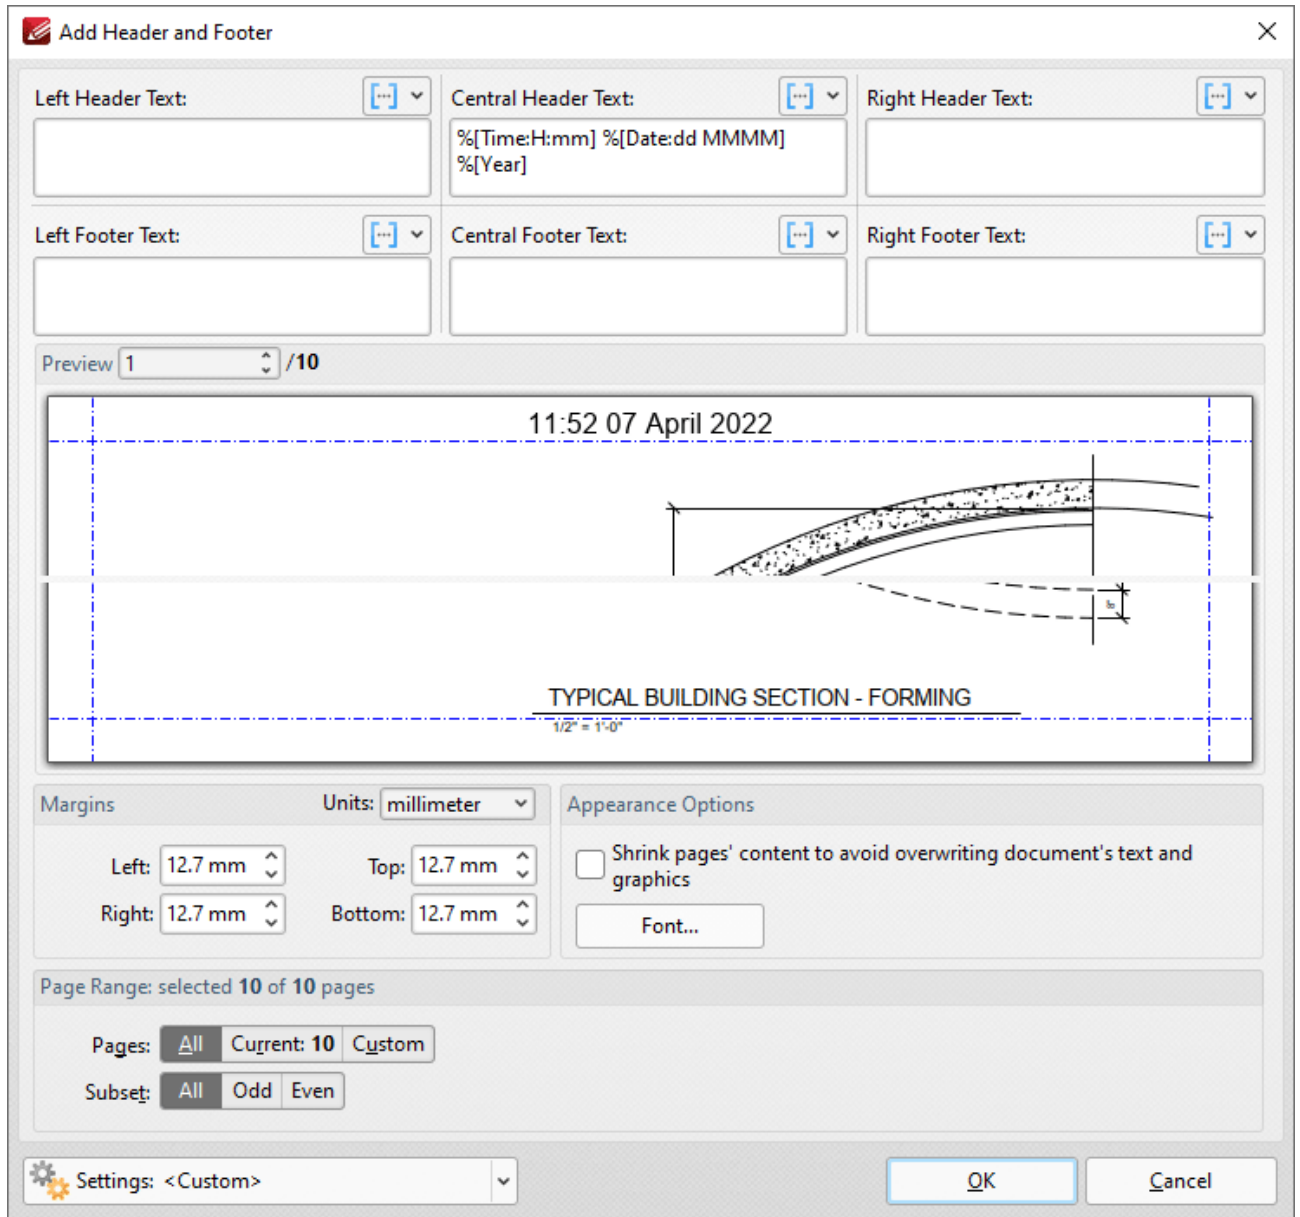 Add Header and Footer
Left Header Text:
Central Header Text:
Right Header Text:
%[Time:H:mm] %[Date:dd MMMM]
%[Year]
Left Footer Text:
Central Footer Text:
Right Footer Text:
Preview 1 /10
11:52 07 April 2022
8"
TYPICAL BUILDING SECTION - FORMING
1/2" = 1'-0"
Margins
Units: millimeter
Left: 12.7 mm
Top: 12.7 mm
Right: 12.7 mm
Bottom: 12.7 mm
Appearance Options
Shrink pages' content to avoid overwriting document's text and
graphics
Font...
Page Range: selected 10 of 10 pages
Pages: All Current: 10 Custom
Subset: All Odd Even
Settings: <Custom>
OK
Cancel